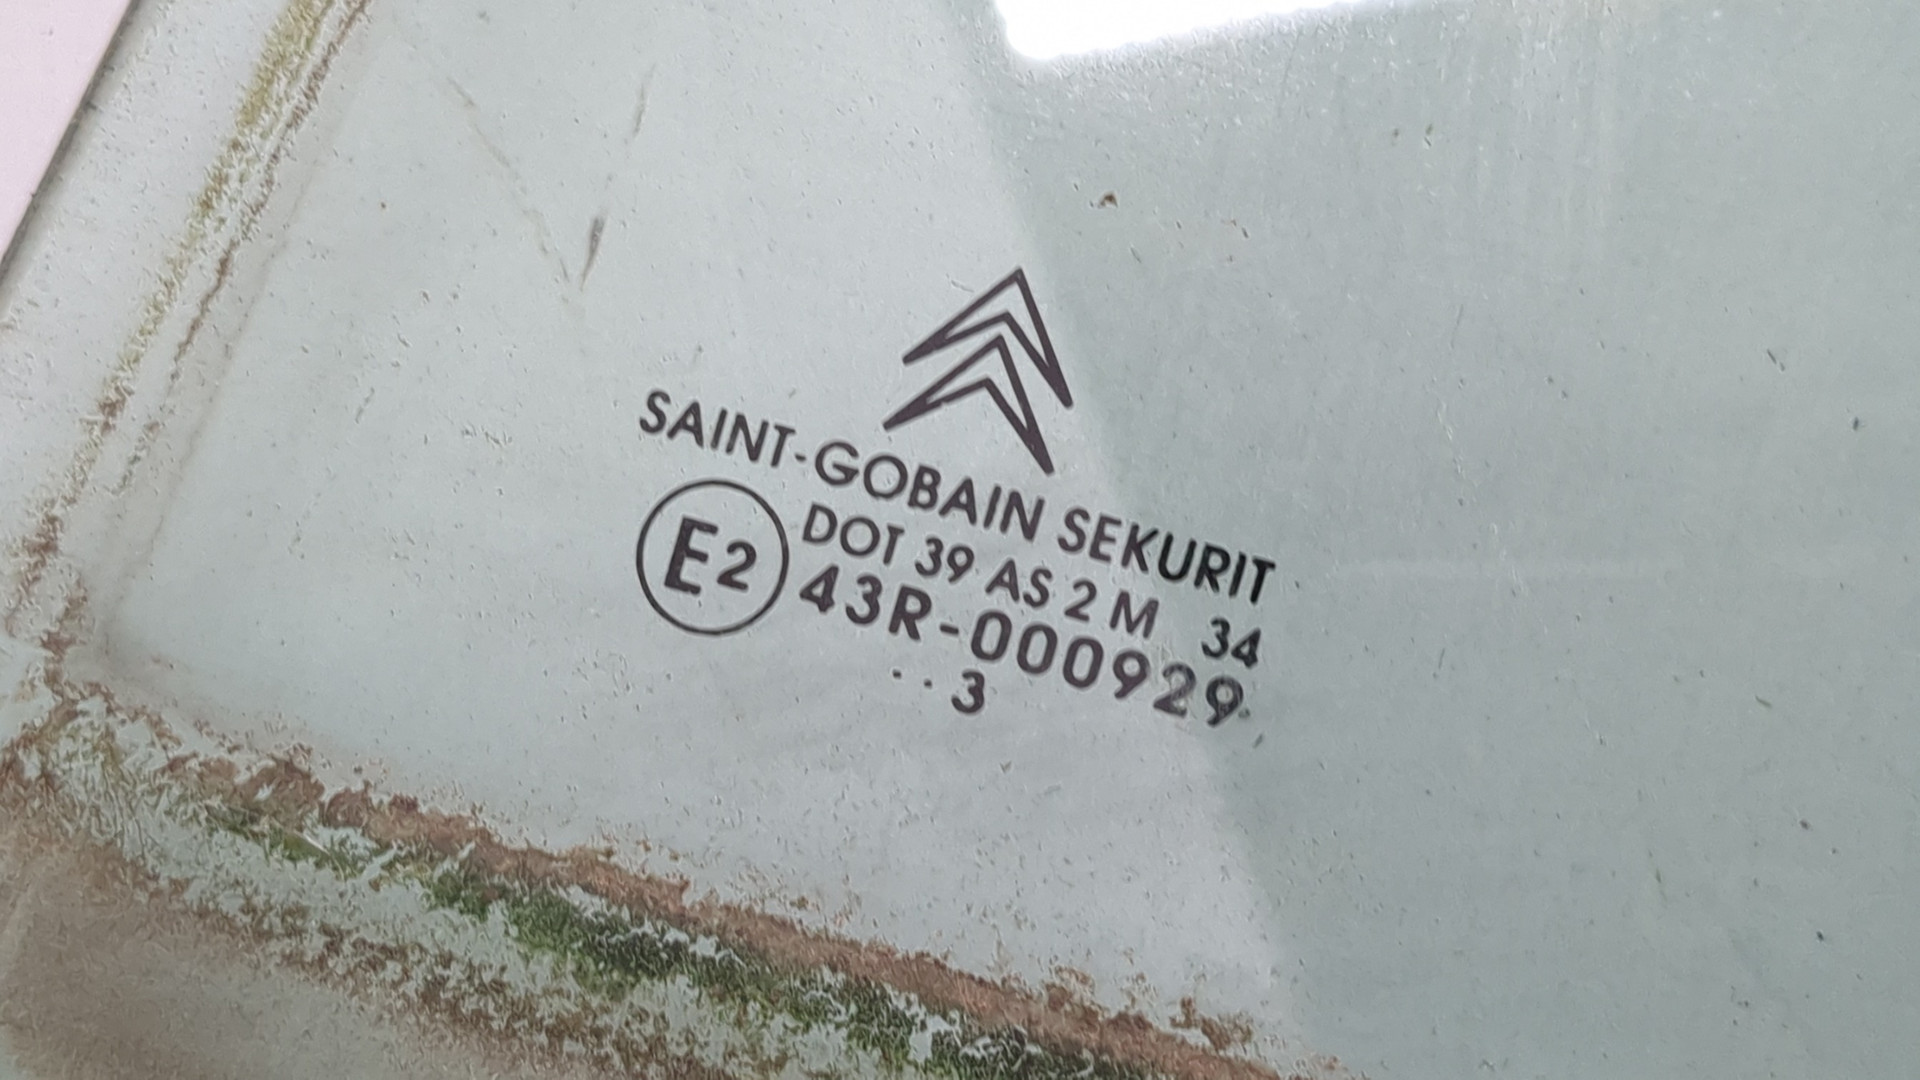 SAINT-GOBAIN SEKURIT
E2
DOT 39 AS 2 M 34
43R-000929
..3